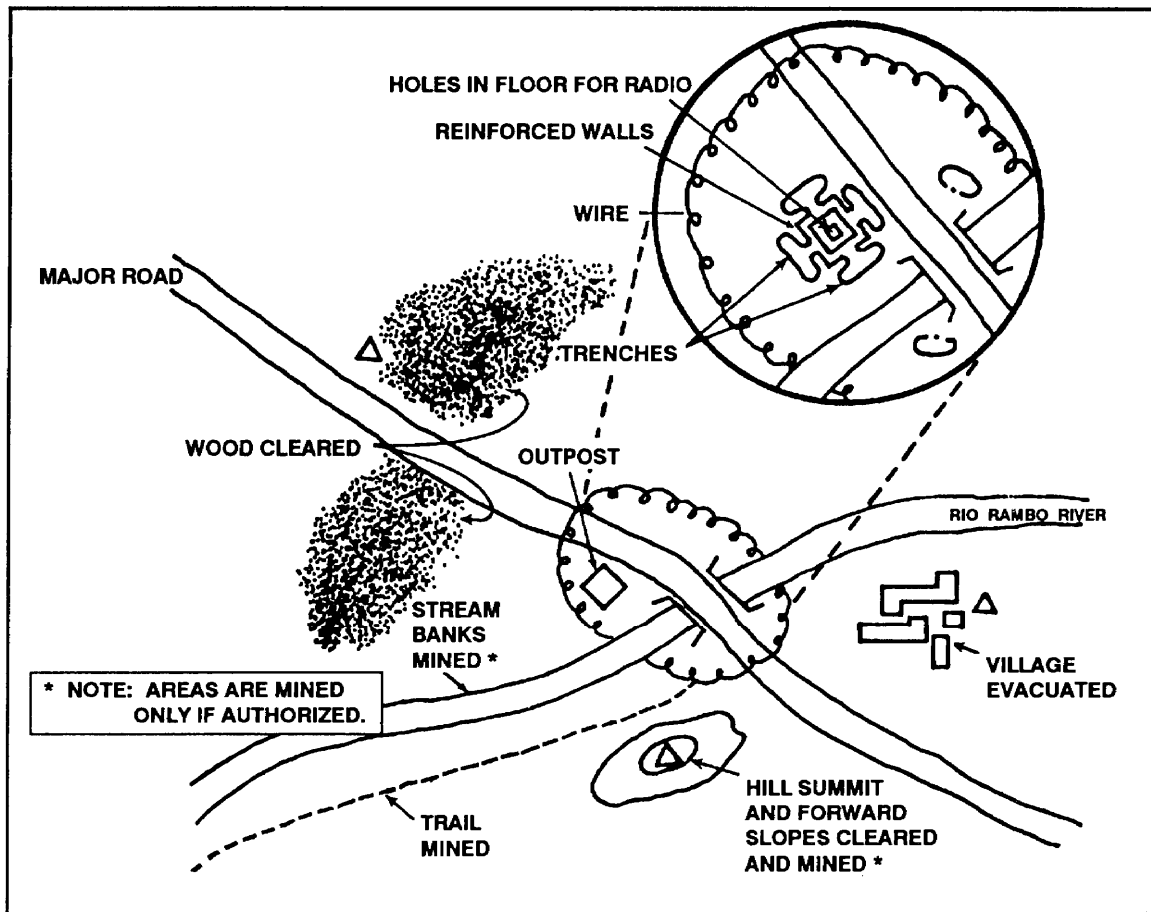 HOLES IN FLOOR FOR RADIO
REINFORCED WALLS
WIRE
MAJOR ROAD
TRENCHES
WOOD CLEARED
OUTPOST
RIO RAMBO RIVER
STREAM
BANKS
MINED *
VILLAGE
EVACUATED
* NOTE: AREAS ARE MINED
ONLY IF AUTHORIZED.
TRAIL
MINED
HILL SUMMIT
AND FORWARD
SLOPES CLEARED
AND MINED *